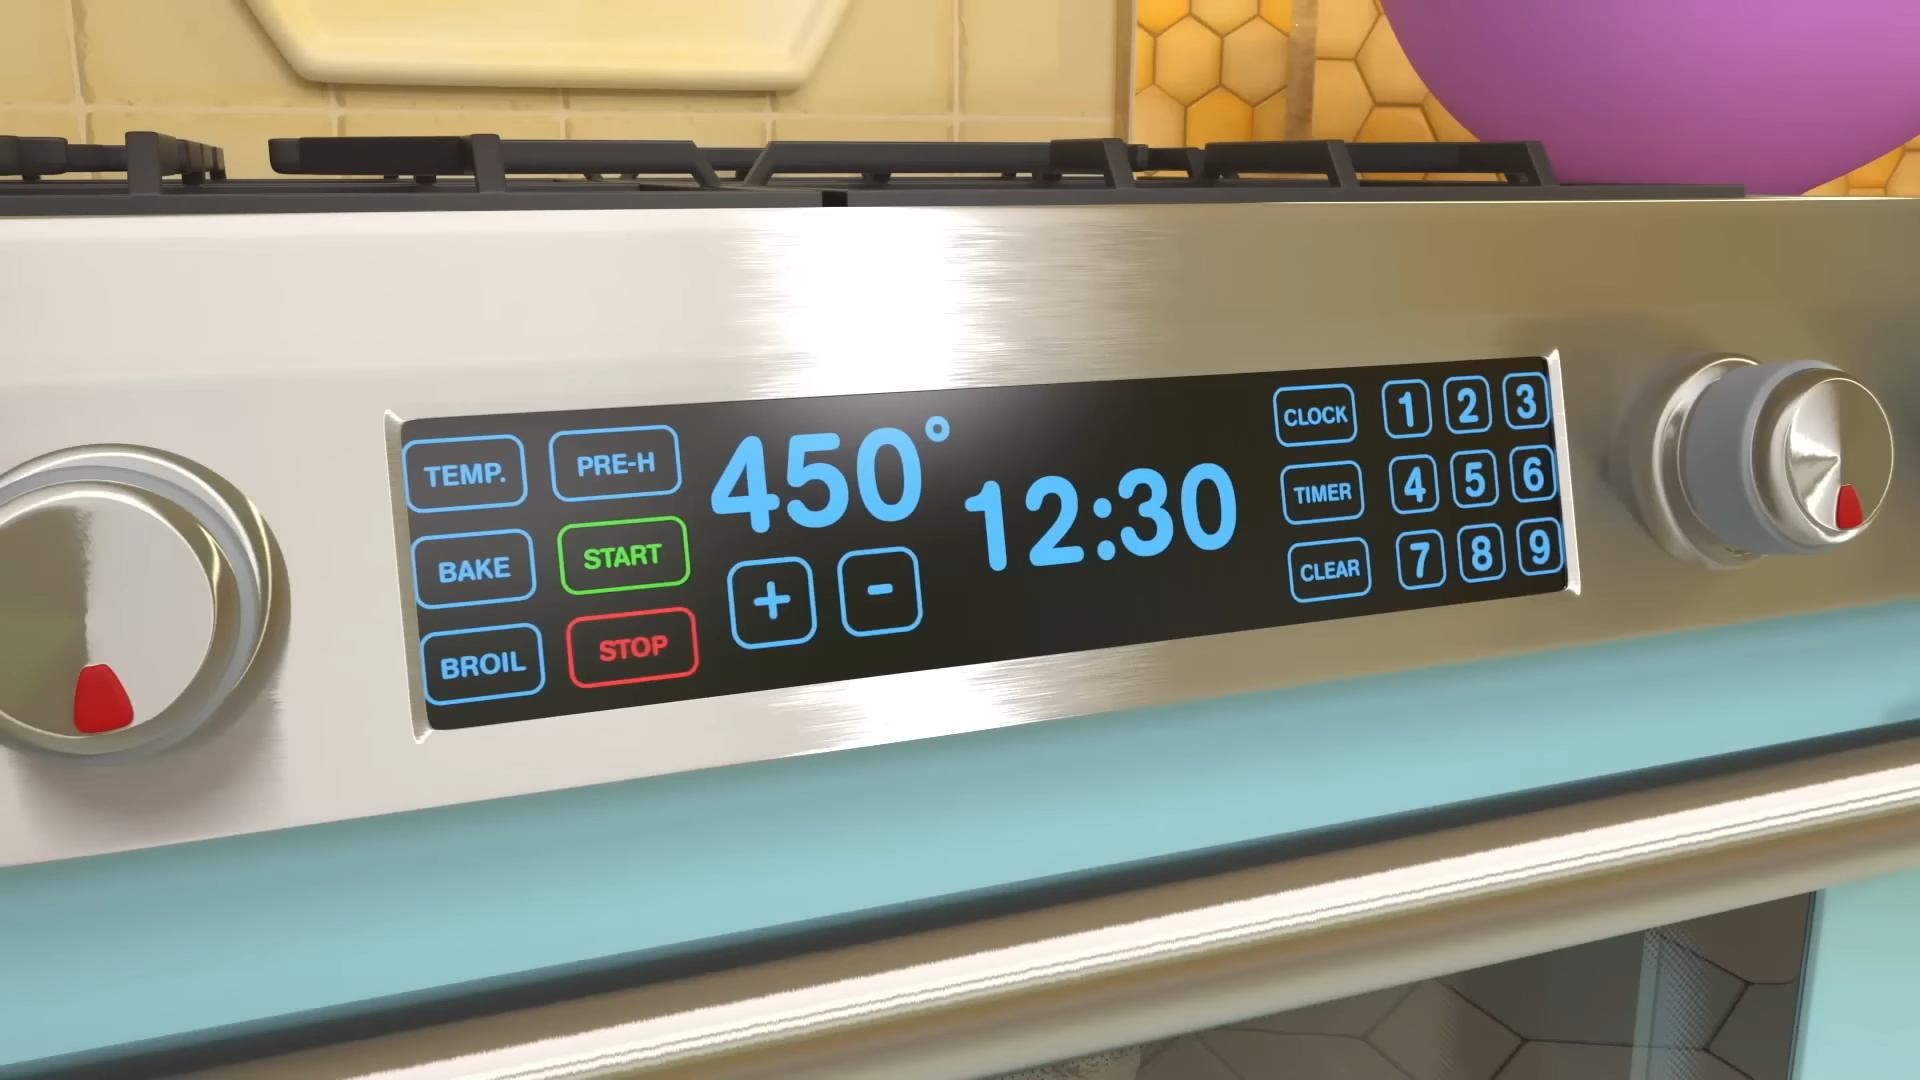 TEMP.
PRE-H
BAKE
START
BROIL
STOP
450°
+
-
12:30
CLOCK
1 2 3
TIMER
4 5 6
CLEAR
7 8 9